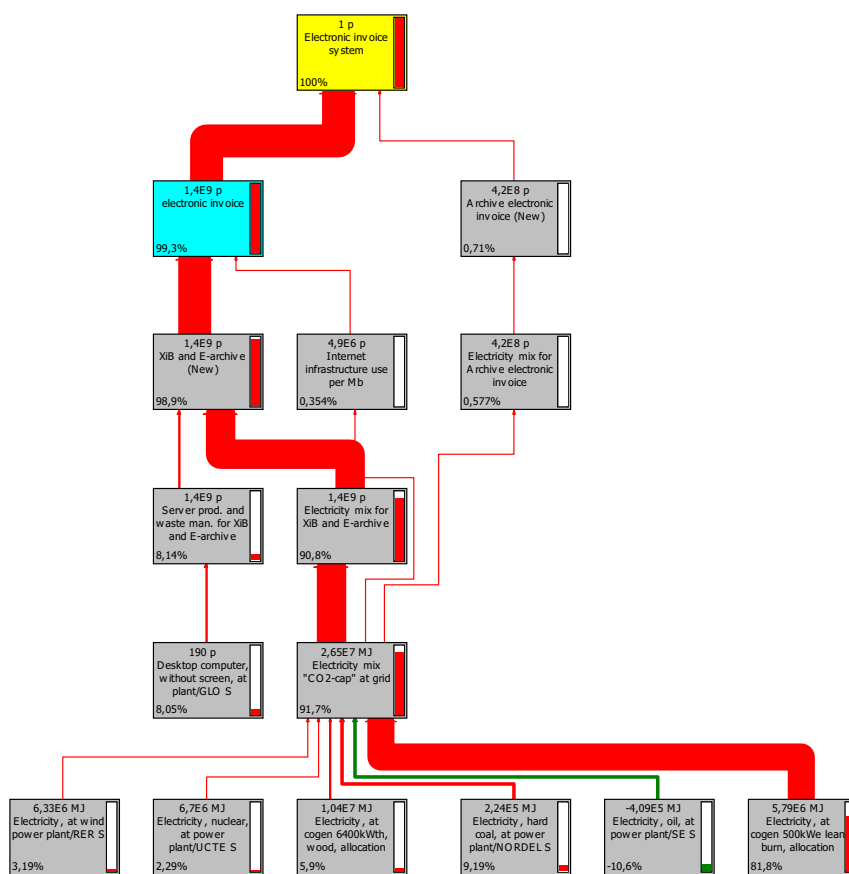 1 p
Electronic invoice
system
100%
1,4E9 p
electronic invoice
99,3%
4,2E8 p
Archive electronic
invoice (New)
0,71%
1,4E9 p
XiB and E-archive
(New)
98,9%
4,9E6 p
Internet
infrastructure use
per Mb
0,354%
4,2E8 p
Electricity mix for
Archive electronic
invoice
0,577%
1,4E9 p
Server prod. and
waste man. for XiB
and E-archive
8,14%
1,4E9 p
Electricity mix for
XiB and E-archive
90,8%
190 p
Desktop computer,
without screen, at
plant/GLO S
8,05%
2,65E7 MJ
Electricity mix
"CO2-cap" at grid
91,7%
6,33E6 MJ
Electricity, at wind
power plant/RER S
3,19%
6,7E6 MJ
Electricity, nuclear,
at power
plant/UCTE S
2,29%
1,04E7 MJ
Electricity, at
cogen 6400kWth,
wood, allocation
5,9%
2,24E5 MJ
Electricity, hard
coal, at power
plant/NORDEL S
9,19%
-4,09E5 MJ
Electricity, oil, at
power plant/SE S
-10,6%
5,79E6 MJ
Electricity, at
cogen 500kWe lean
burn, allocation
81,8%